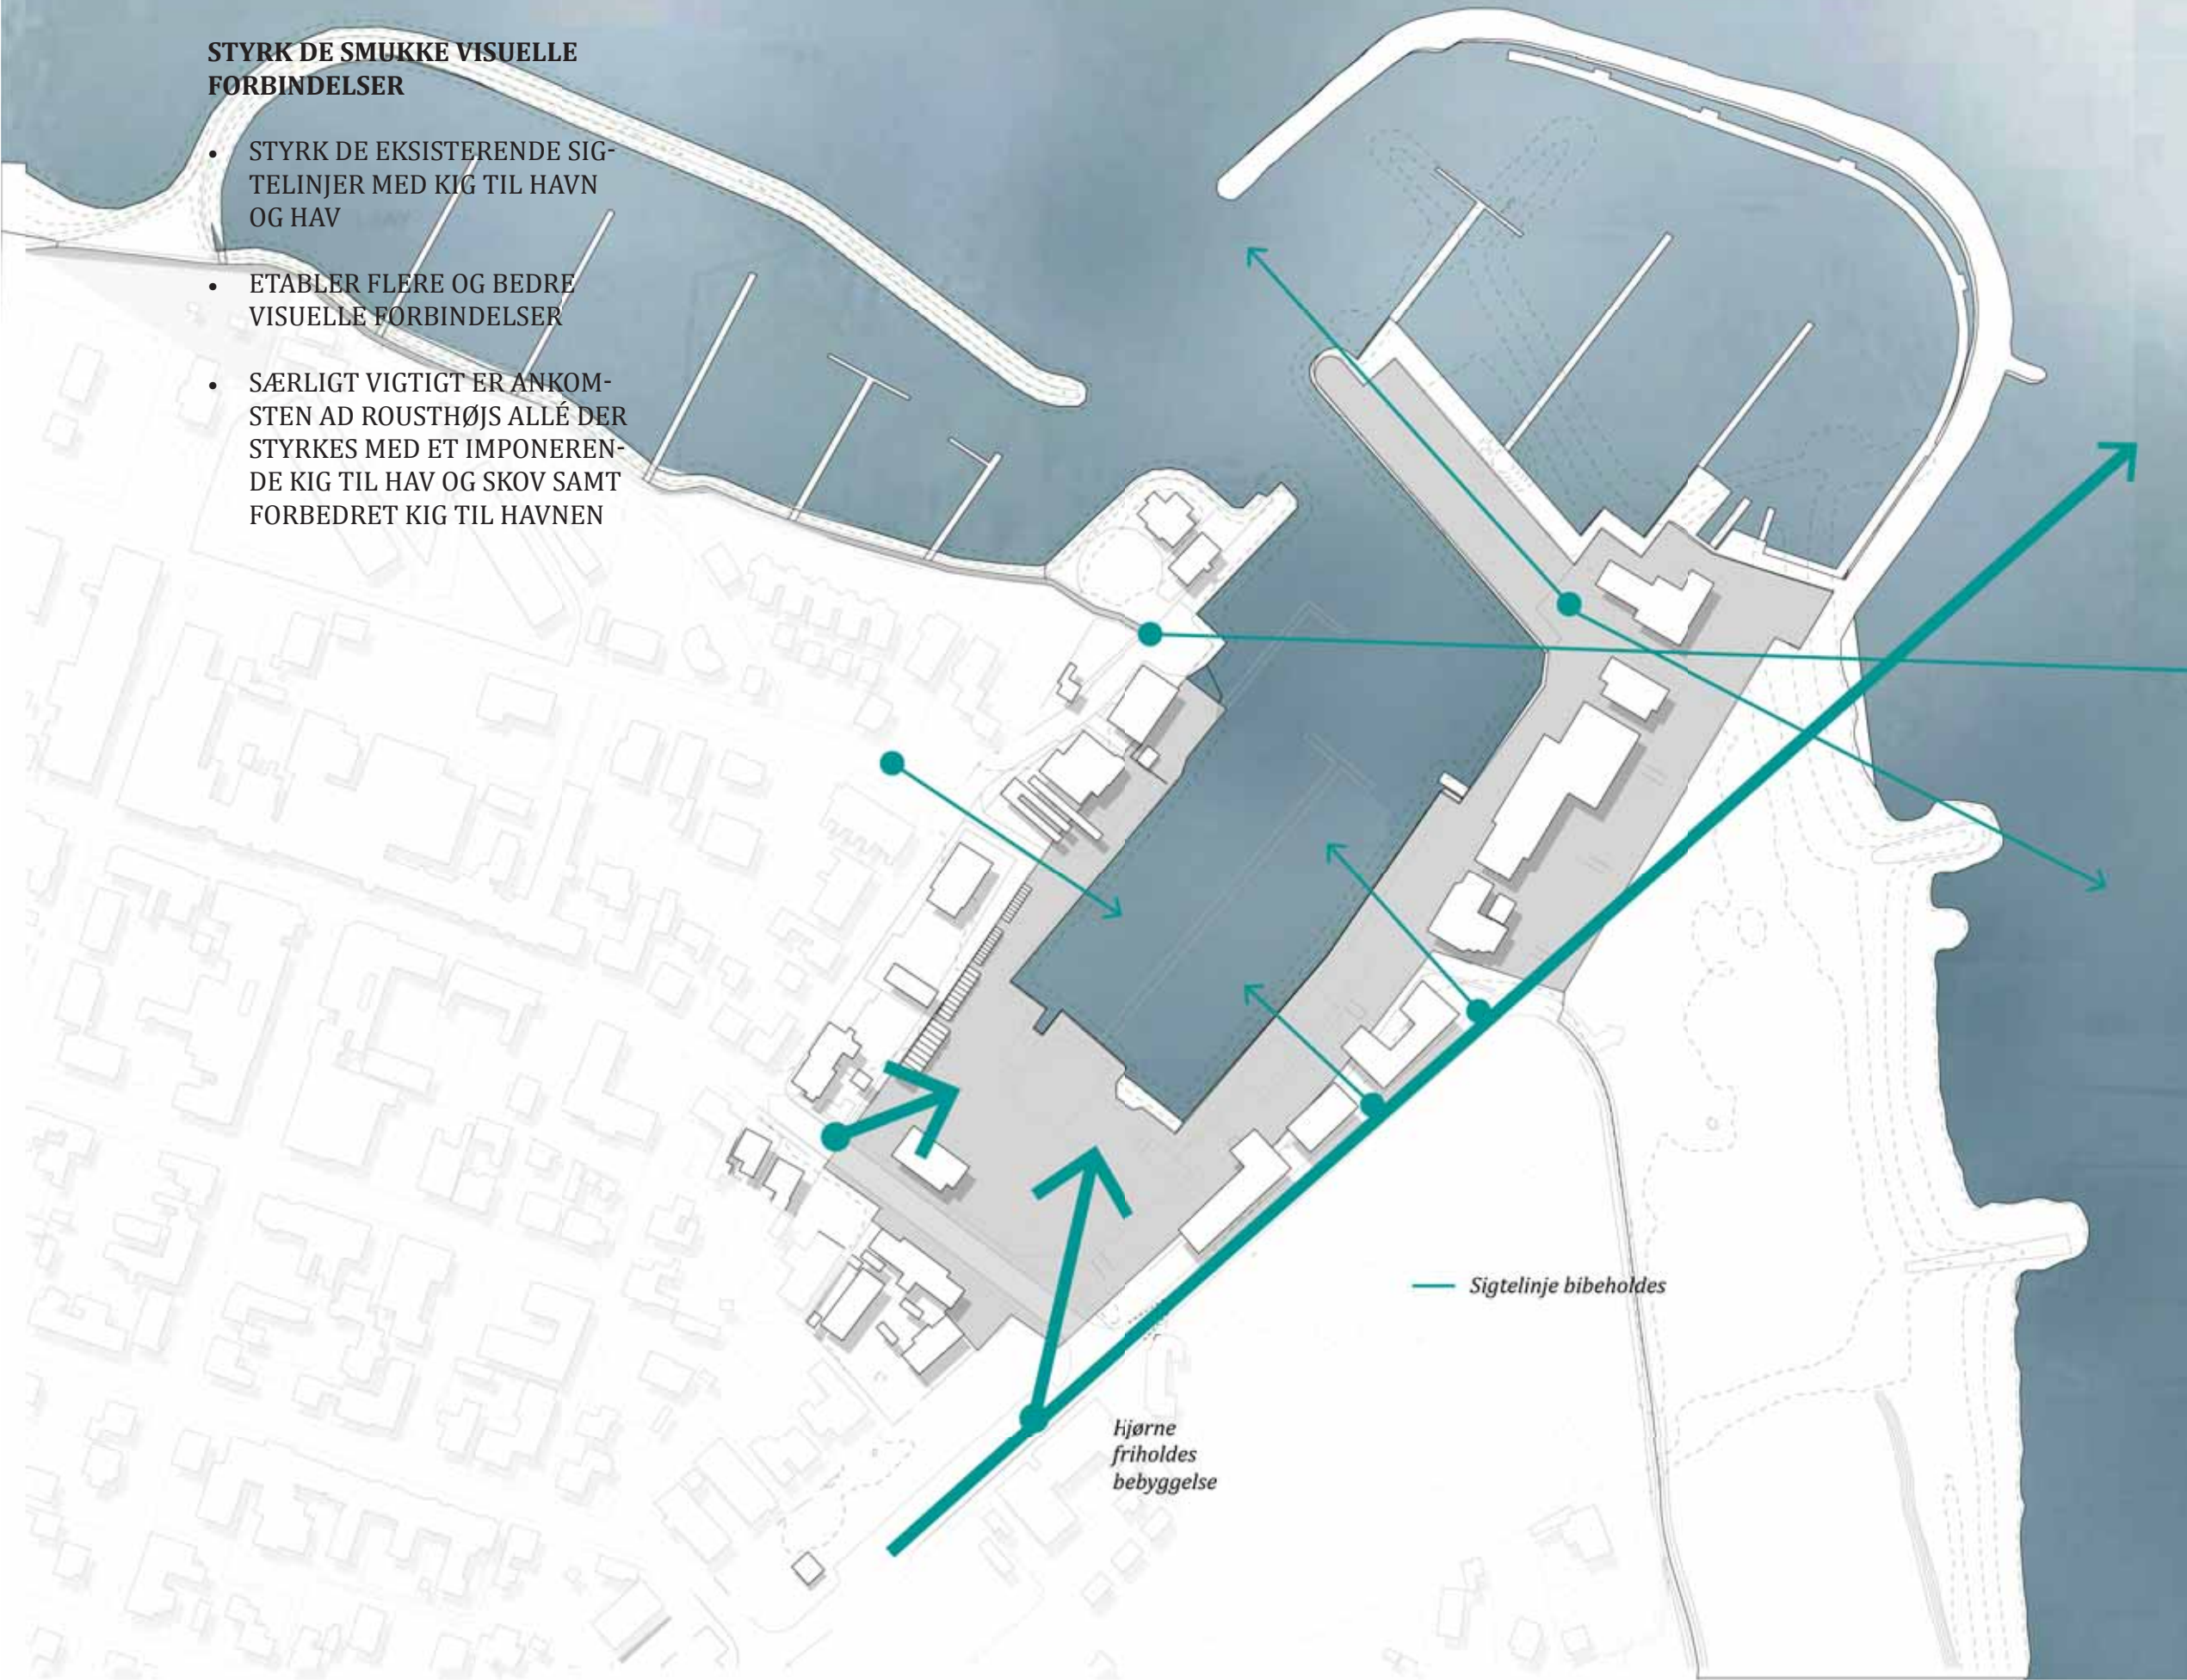 STYRK DE SMUKKE VISUELLE
FORBINDELSER
• STYRK DE EKSISTERENDE SIG-
TELINJER MED KIG TIL HAVN
OG HAV
• ETABLER FLERE OG BEDRE
VISUELLE FORBINDELSER
• SÆRLIGT VIGTIGT ER ANKOM-
STEN AD ROUSTHØJS ALLÉ DER
STYRKES MED ET IMPONEREN-
DE KIG TIL HAV OG SKOV SAMT
FORBEDRET KIG TIL HAVNEN
Sigtelinje bibeholdes
Hjørne
friholdes
bebyggelse